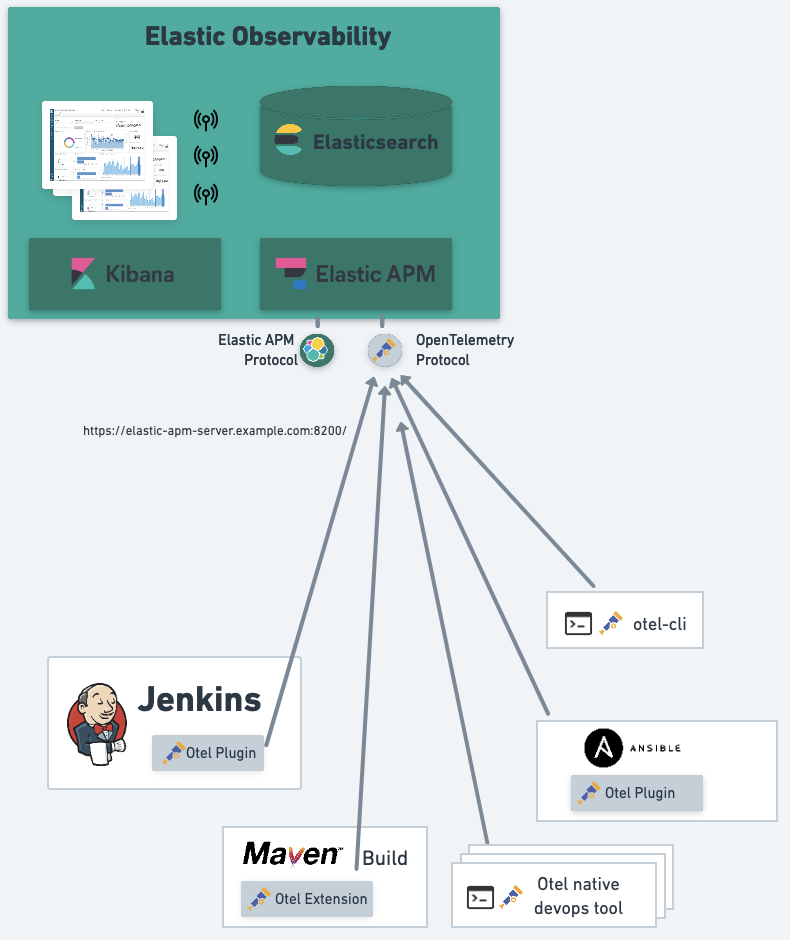 Elastic Observability
Elasticsearch
Kibana
Elastic APM
Elastic APM
Protocol
OpenTelemetry
Protocol
https://elastic-apm-server.example.com:8200/
otel-cli
Jenkins
Otel Plugin
ANSIBLE
Otel Plugin
Maven™ Build
Otel Extension
Otel native
devops tool